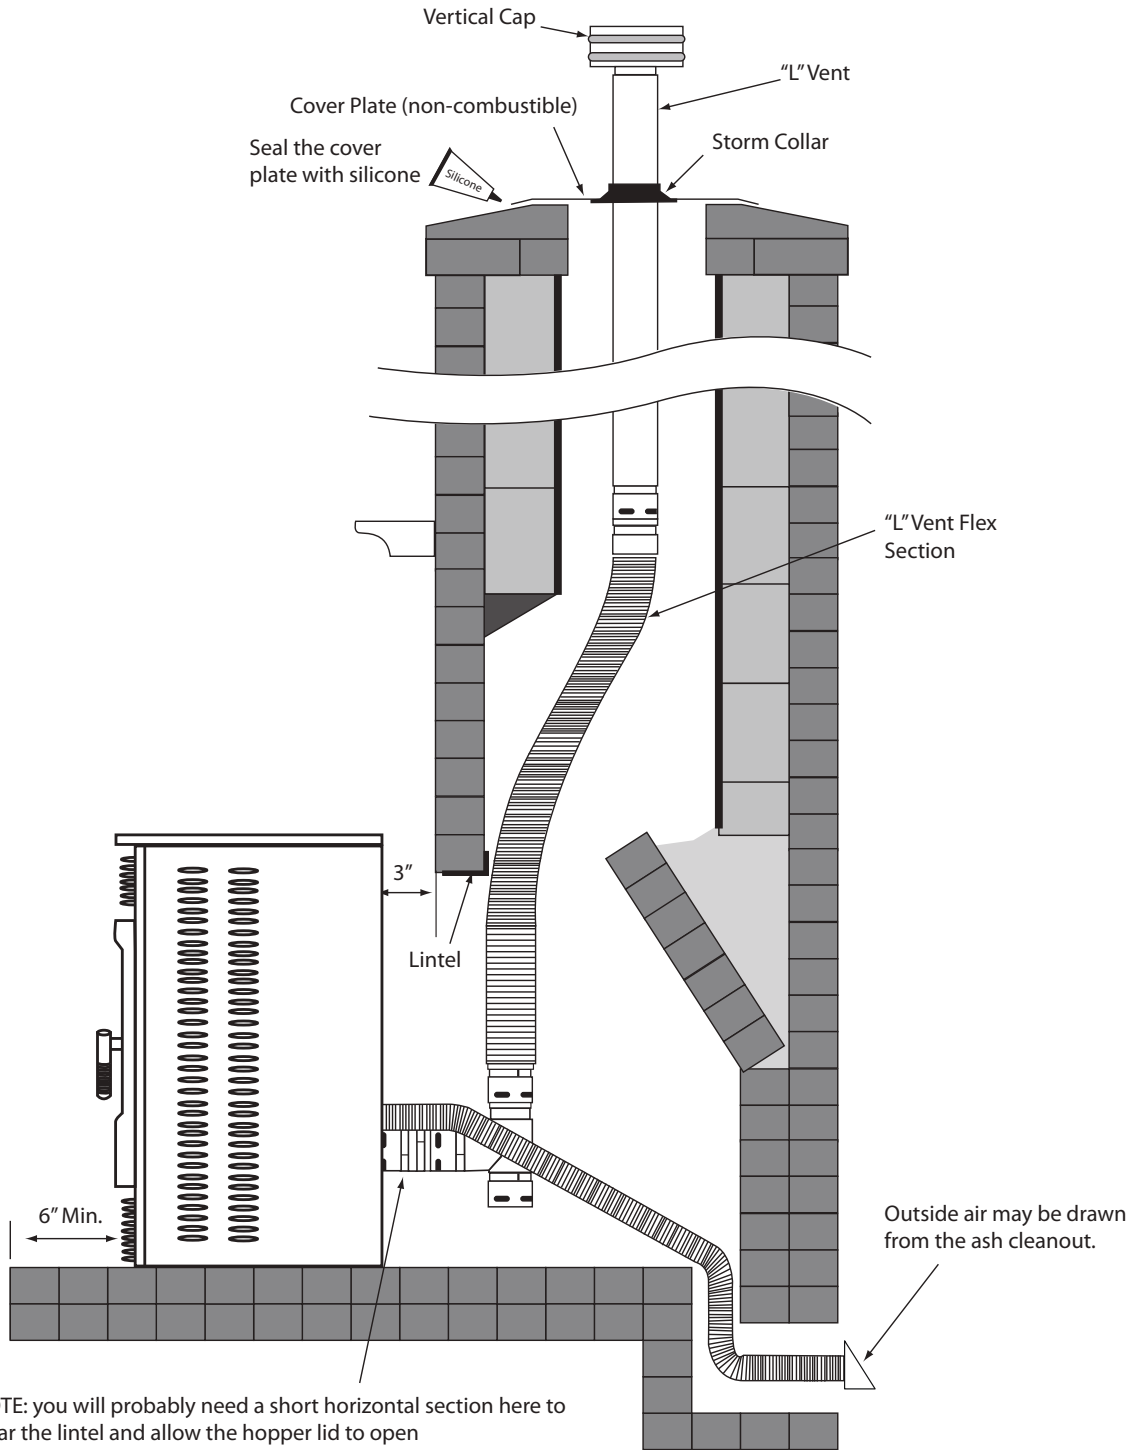 Vertical Cap
“L” Vent
Cover Plate (non-combustible)
Storm Collar
Seal the cover
plate with silicone
Silicone
“L” Vent Flex
Section
3”
Lintel
6” Min.
Outside air may be drawn
from the ash cleanout.
TE: you will probably need a short horizontal section here to
ar the lintel and allow the hopper lid to open